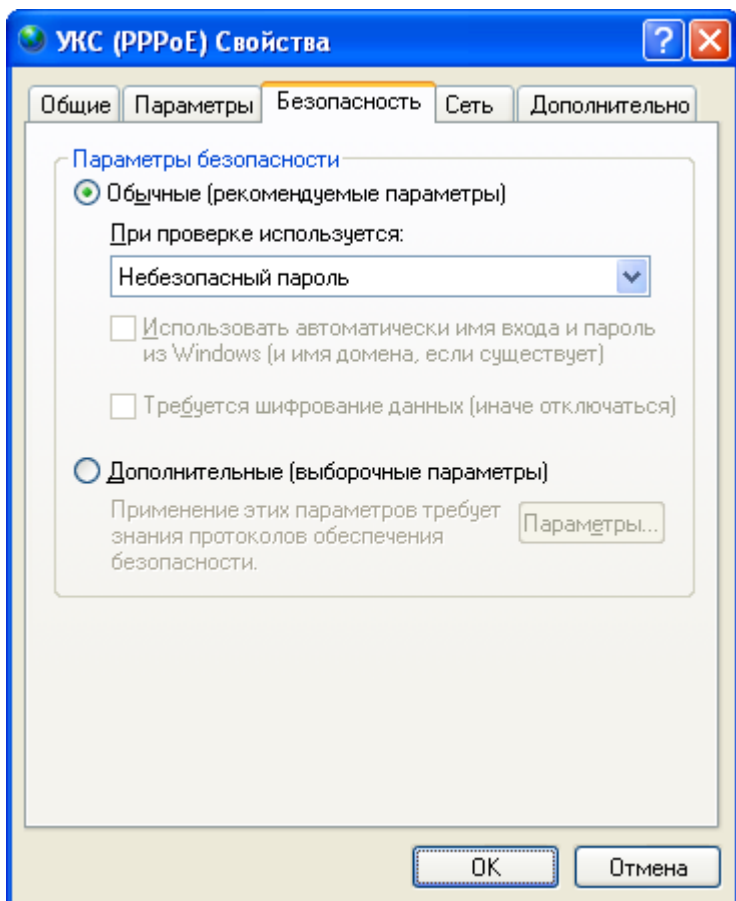 УКС (PPPoE) Свойства
Общие Параметры Безопасность Сеть Дополнительно
Параметры безопасности
Обычные (рекомендуемые параметры)
При проверке используется:
Небезопасный пароль
Использовать автоматически имя входа и пароль
из Windows (и имя домена, если существует)
Требуется шифрование данных (иначе отключаться)
Дополнительные (выборочные параметры)
Применение этих параметров требует
знания протоколов обеспечения
безопасности.
Параметры...
OK Отмена